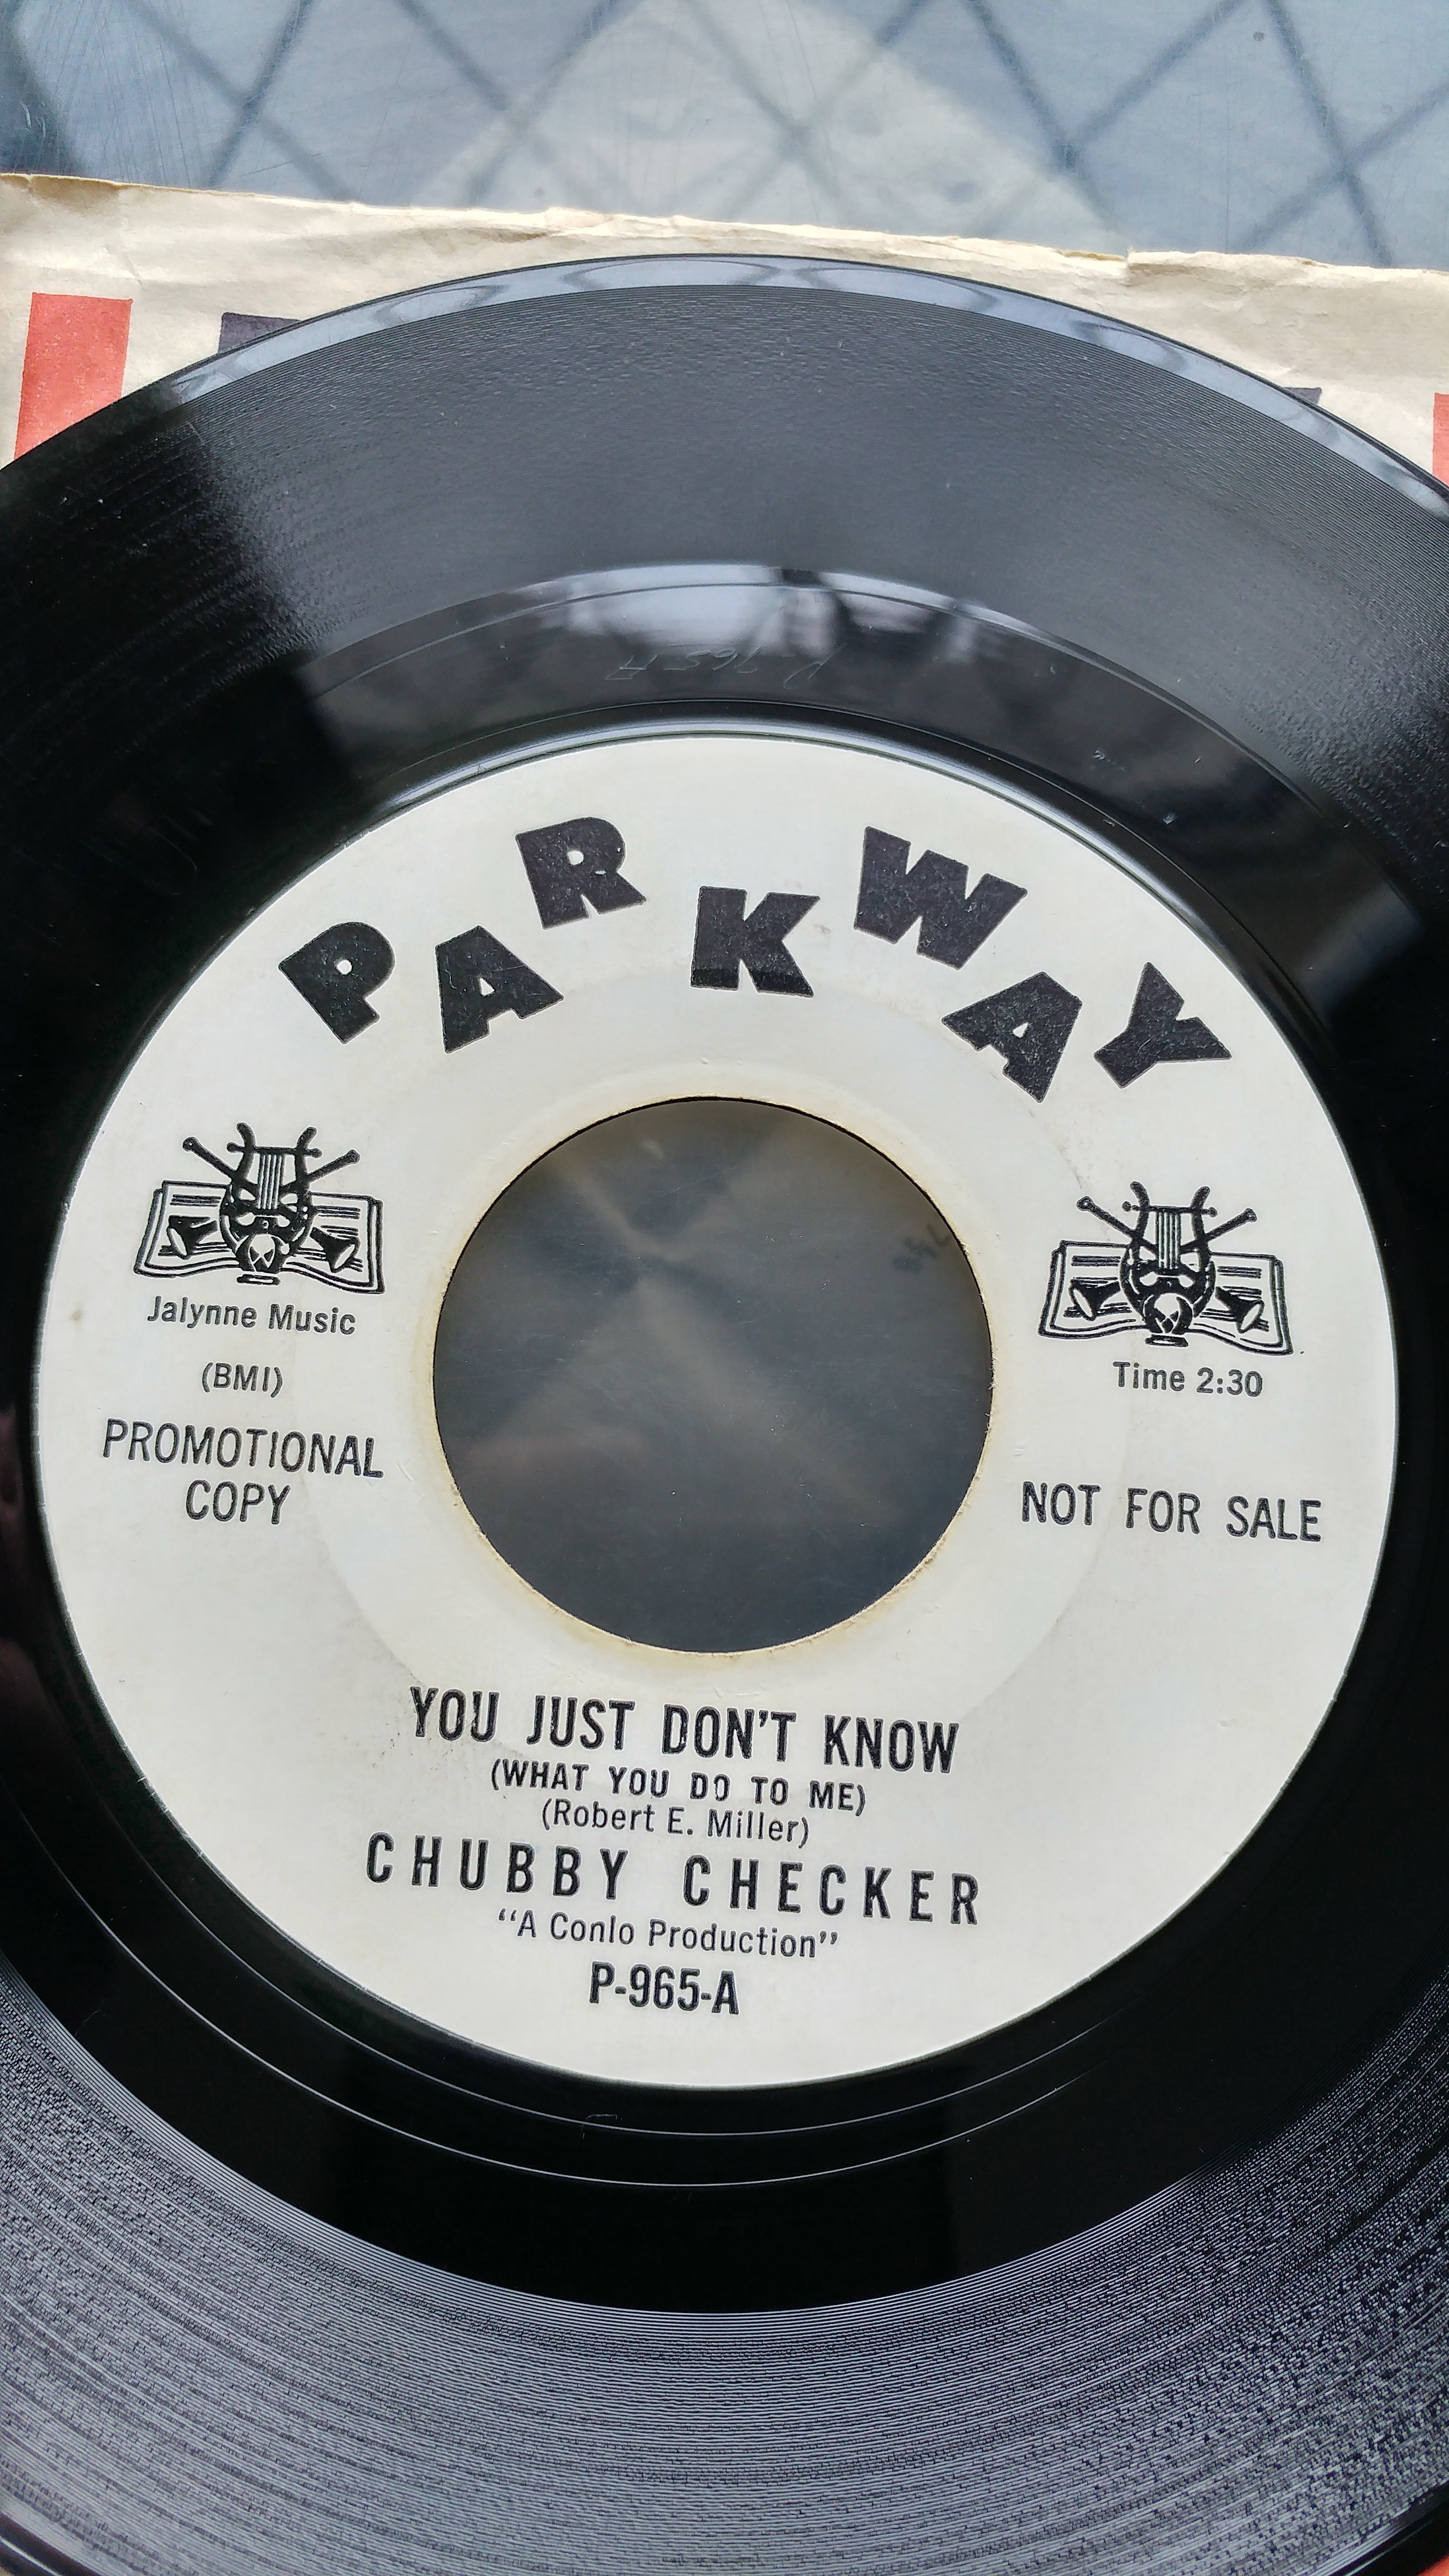 PARKWAY
Jalynne Music
(BMI)
PROMOTIONAL
COPY
Time 2:30
NOT FOR SALE
YOU JUST DON'T KNOW
(WHAT YOU DO TO ME)
(Robert E. Miller)
CHUBBY CHECKER
“A Conlo Production”
P-965-A
P-965A